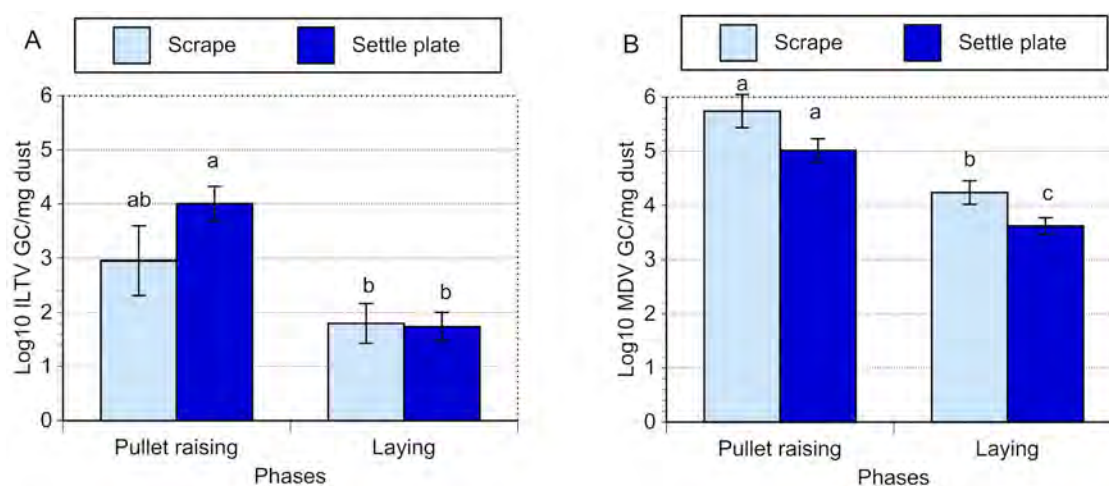 A
Scrape
Settle plate
Log10 ILTV GC/mg dust
6
5
4
3
2
1
0
ab
a
b
b
Pullet raising
Laying
Phases
B
Scrape
Settle plate
Log10 MDV GC/mg dust
6
5
4
3
2
1
0
a
a
b
c
Pullet raising
Laying
Phases